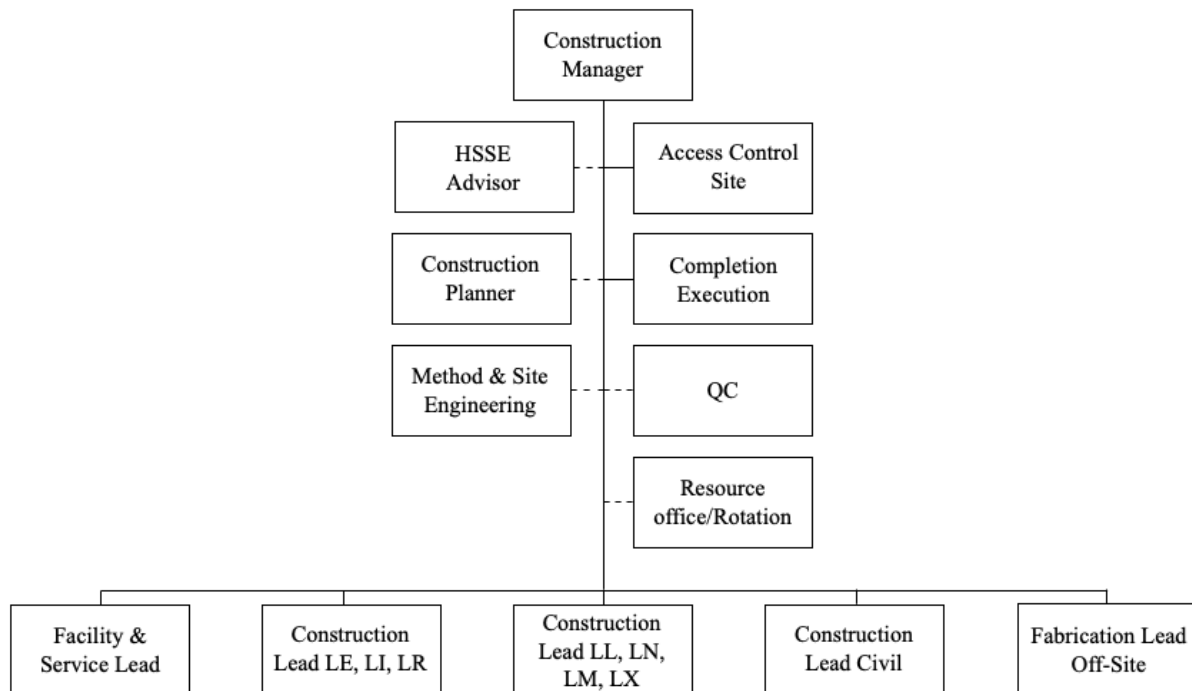 Construction
Manager
HSSE
Advisor
Access Control
Site
Construction
Planner
Completion
Execution
Method & Site
Engineering
QC
Resource
office/Rotation
Facility &
Service Lead
Construction
Lead LE, LI, LR
Construction
Lead LL, LN,
LM, LX
Construction
Lead Civil
Fabrication Lead
Off-Site